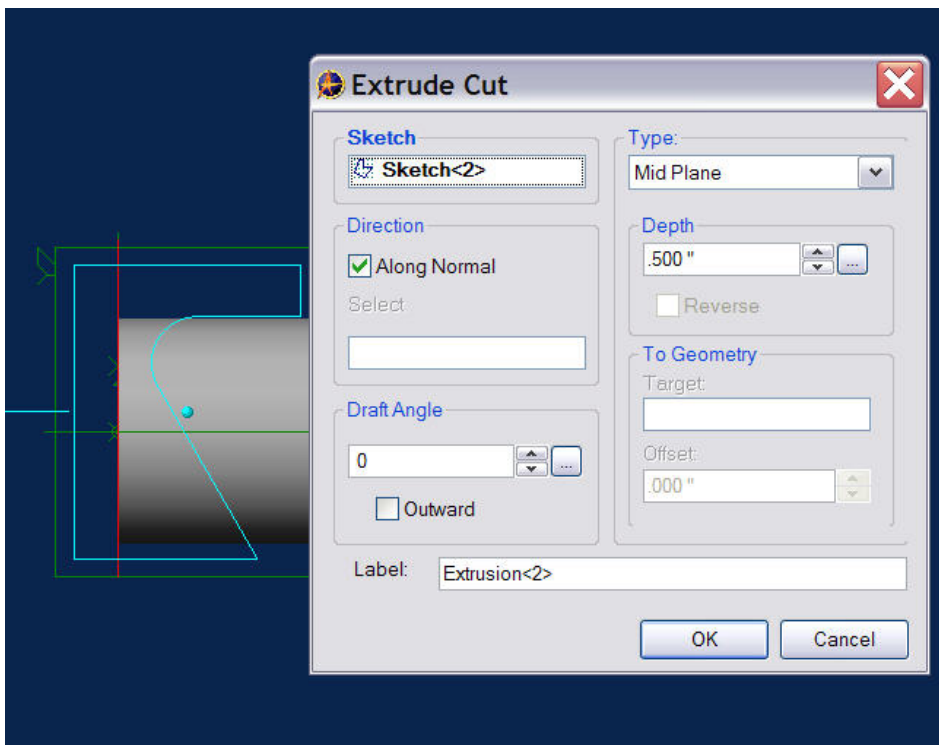 Extrude Cut
Sketch
Sketch<2>
Direction
Along Normal
Select
Draft Angle
0
...
Outward
Type:
Mid Plane
Depth
.500 "
...
Reverse
To Geometry
Target:
Offset:
.000 "
Label:
Extrusion<2>
OK
Cancel